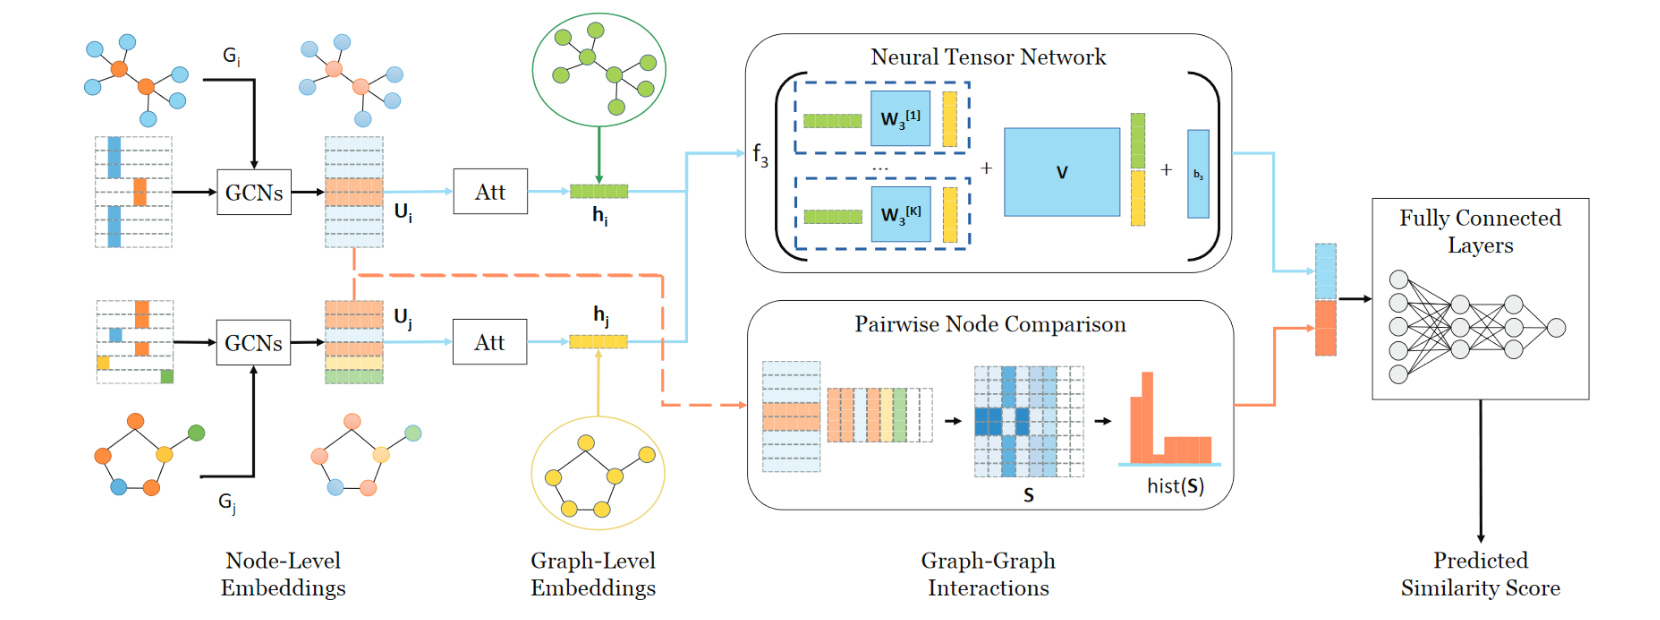 G_i
GCNs
U_i
Att
h_i
Neural Tensor Network
f_3
W_3^[1]
...
W_3^[K]
+
V
+
b_3
Fully Connected
Layers
GCNs
U_j
Att
h_j
G_j
Pairwise Node Comparison
S
hist(S)
Node-Level
Embeddings
Graph-Level
Embeddings
Graph-Graph
Interactions
Predicted
Similarity Score